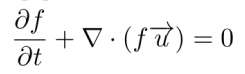 ∂f/∂t + ∇ · (f u⃗) = 0